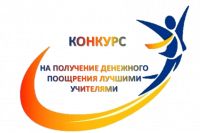 КОНКУРС
НА ПОЛУЧЕНИЕ ДЕНЕЖНОГО
ПООЩРЕНИЯ ЛУЧШИМИ
УЧИТЕЛЯМИ